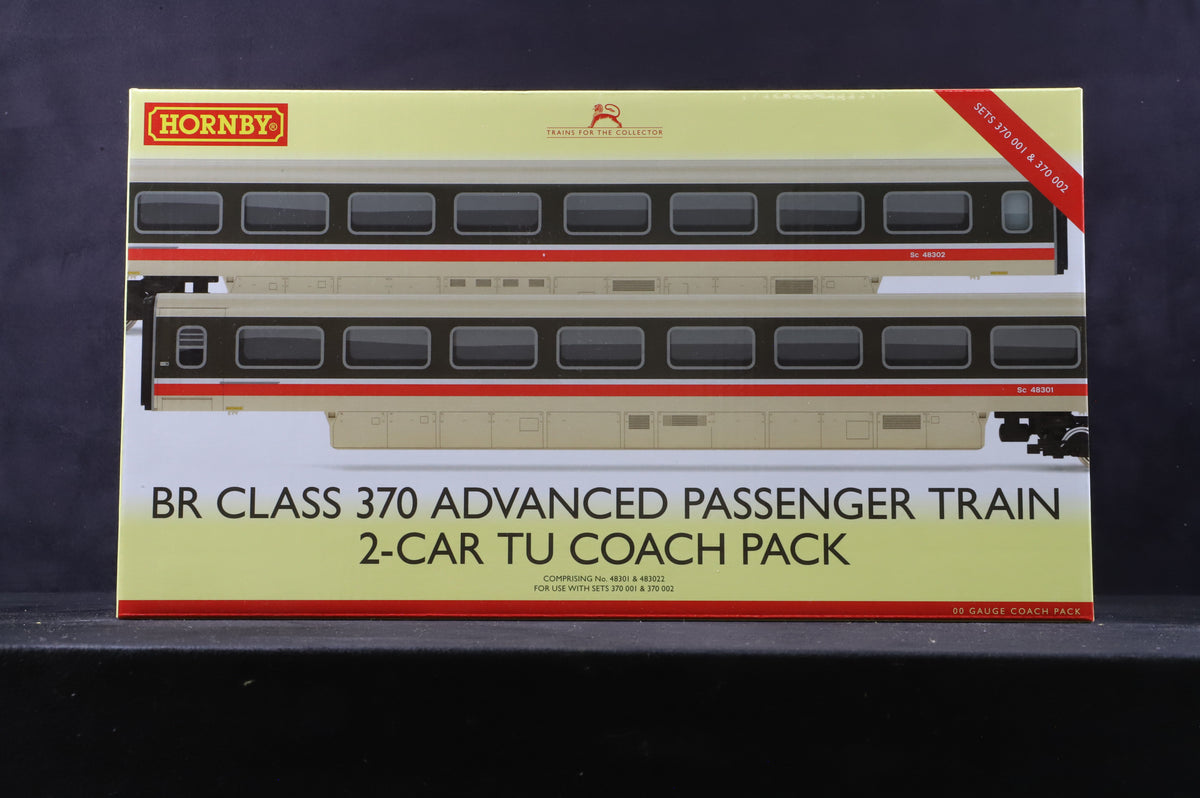 HORNBY®
TRAINS FOR THE COLLECTOR
SETS 370 001 & 370 002
Sc 48302
Sc 48301
BR CLASS 370 ADVANCED PASSENGER TRAIN
2-CAR TU COACH PACK
COMPRISING No. 48301 & 483022
FOR USE WITH SETS 370 001 & 370 002
00 GAUGE COACH PACK